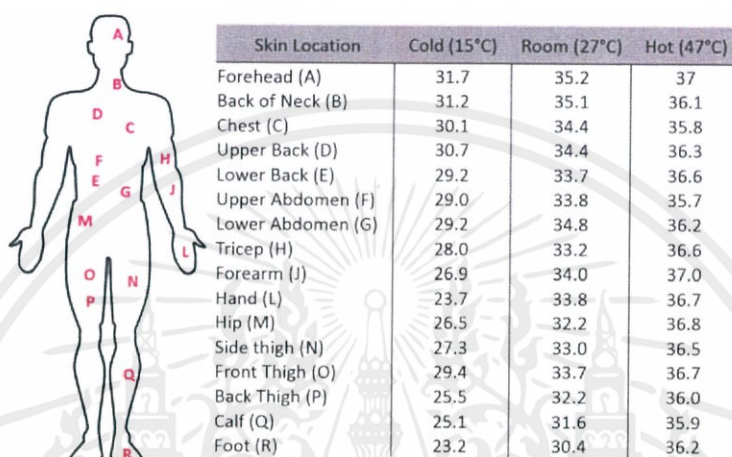 A
B
D
C
F
H
E
G
J
M
L
O
N
P
Q
R
Skin Location Cold (15°C) Room (27°C) Hot (47°C)
Forehead (A) 31.7 35.2 37
Back of Neck (B) 31.2 35.1 36.1
Chest (C) 30.1 34.4 35.8
Upper Back (D) 30.7 34.4 36.3
Lower Back (E) 29.2 33.7 36.6
Upper Abdomen (F) 29.0 33.8 35.7
Lower Abdomen (G) 29.2 34.8 36.2
Tricep (H) 28.0 33.2 36.6
Forearm (J) 26.9 34.0 37.0
Hand (L) 23.7 33.8 36.7
Hip (M) 26.5 32.2 36.8
Side thigh (N) 27.3 33.0 36.5
Front Thigh (O) 29.4 33.7 36.7
Back Thigh (P) 25.5 32.2 36.0
Calf (Q) 25.1 31.6 35.9
Foot (R) 23.2 30.4 36.2